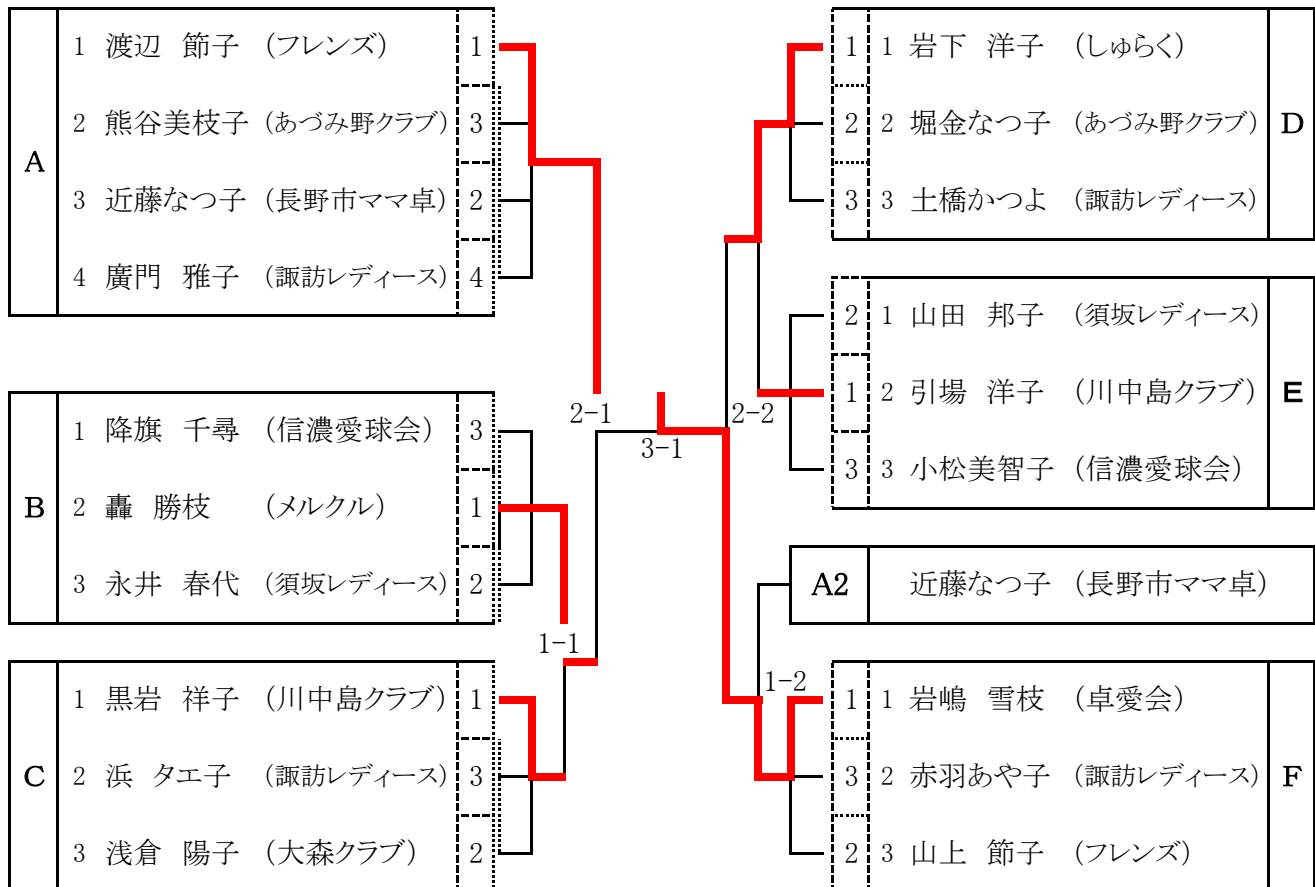 A
1 渡辺 節子 (フレンズ) 1
2 熊谷美枝子 (あづみ野クラブ) 3
3 近藤なつ子 (長野市ママ卓) 2
4 廣門 雅子 (諏訪レディース) 4
B
1 降旗 千尋 (信濃愛球会) 3
2 轟 勝枝 (メルクル) 1
3 永井 春代 (須坂レディース) 2
C
1 黒岩 祥子 (川中島クラブ) 1
2 浜 タエ子 (諏訪レディース) 3
3 浅倉 陽子 (大森クラブ) 2
2-1
1-1
3-1
2-2
1-2
1 1 岩下 洋子 (しゅらく)
2 2 堀金なつ子 (あづみ野クラブ)
3 3 土橋かつよ (諏訪レディース)
D
2 1 山田 邦子 (須坂レディース)
1 2 引場 洋子 (川中島クラブ)
3 3 小松美智子 (信濃愛球会)
E
A2 近藤なつ子 (長野市ママ卓)
1 1 岩嶋 雪枝 (卓愛会)
3 2 赤羽あや子 (諏訪レディース)
2 3 山上 節子 (フレンズ)
F